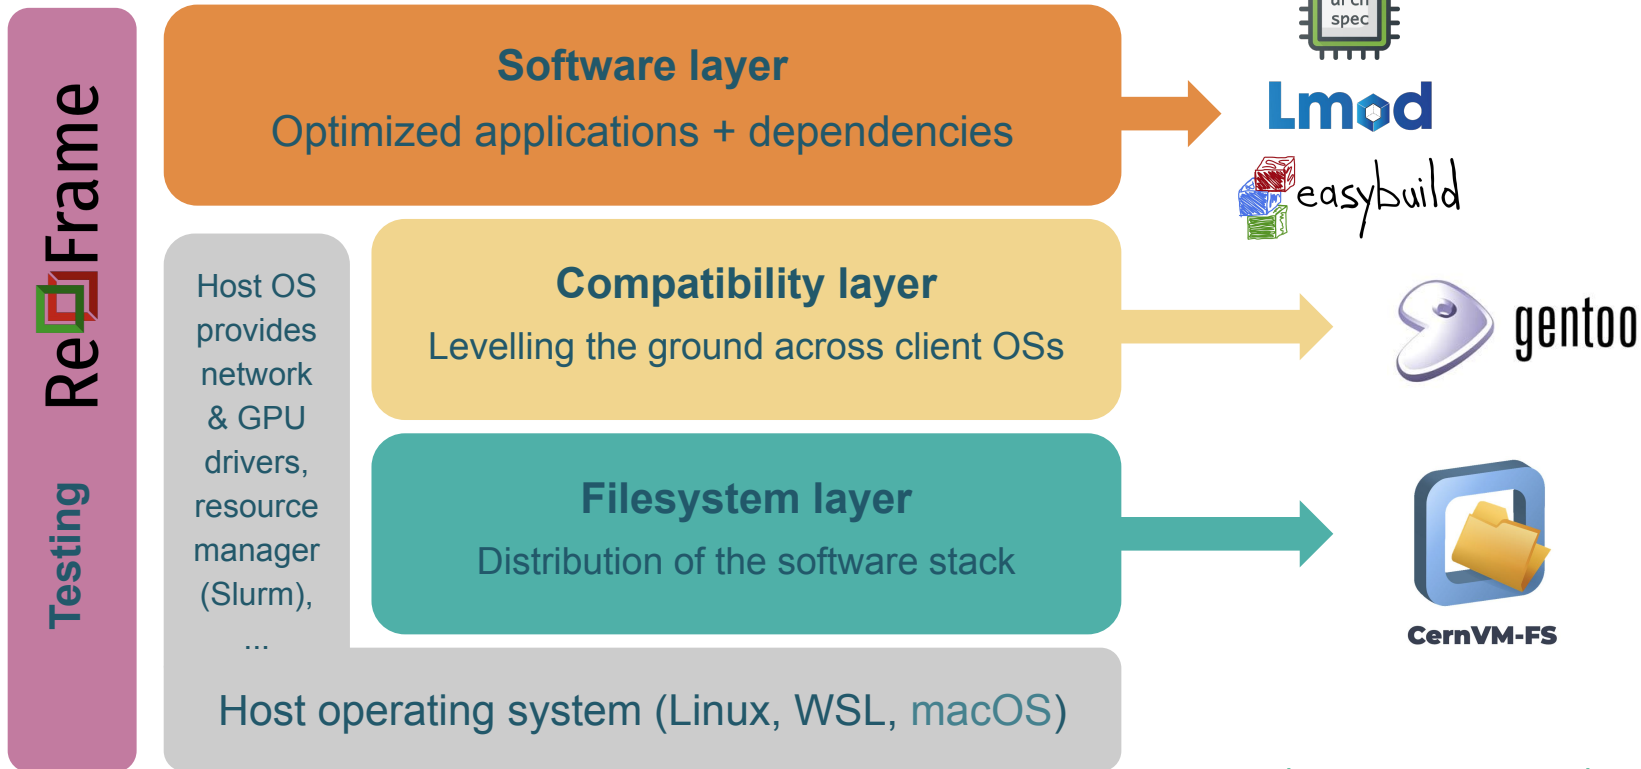 ReFrame
Testing
Software layer
Optimized applications + dependencies
Host OS
provides
network
& GPU
drivers,
resource
manager
(Slurm),
...
Compatibility layer
Levelling the ground across client OSs
Filesystem layer
Distribution of the software stack
Host operating system (Linux, WSL, macOS)
spec
Lmod
easybuild
gentoo
CernVM-FS